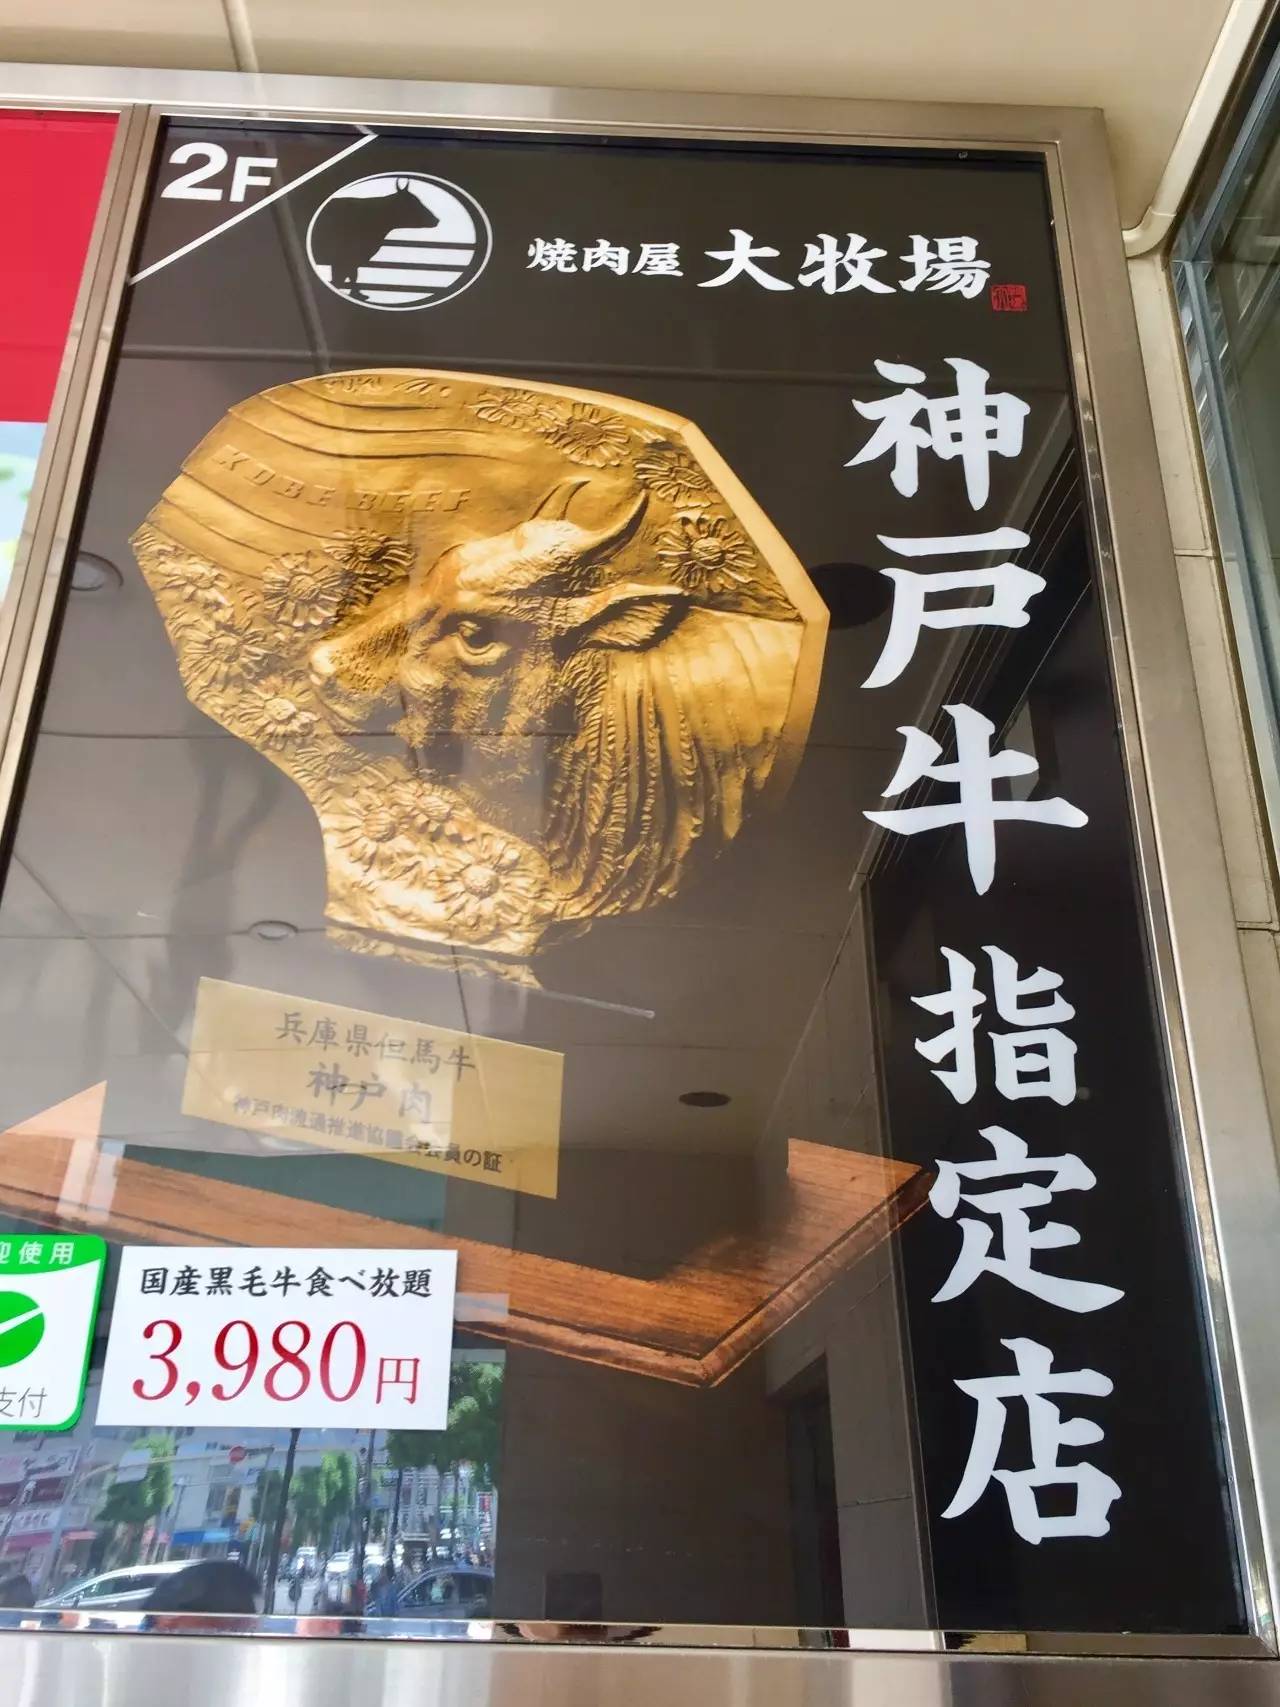 2F
焼肉屋 大牧場
神戸牛 指定店
KOBE BEEF
兵庫県但馬牛
神戸肉
神戸肉流通推進協議会会員の証
迎使用
支付
国産黒毛牛食べ放題
3,980円